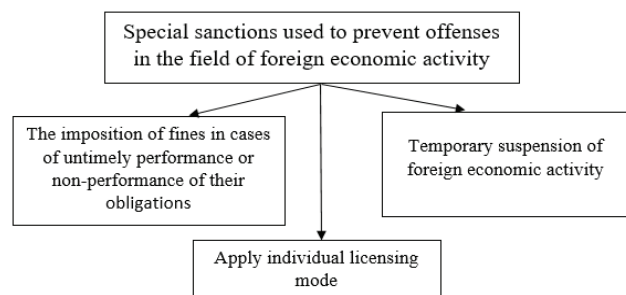 Special sanctions used to prevent offenses
in the field of foreign economic activity
The imposition of fines in cases
of untimely performance or
non-performance of their
obligations
Temporary suspension of
foreign economic activity
Apply individual licensing
mode